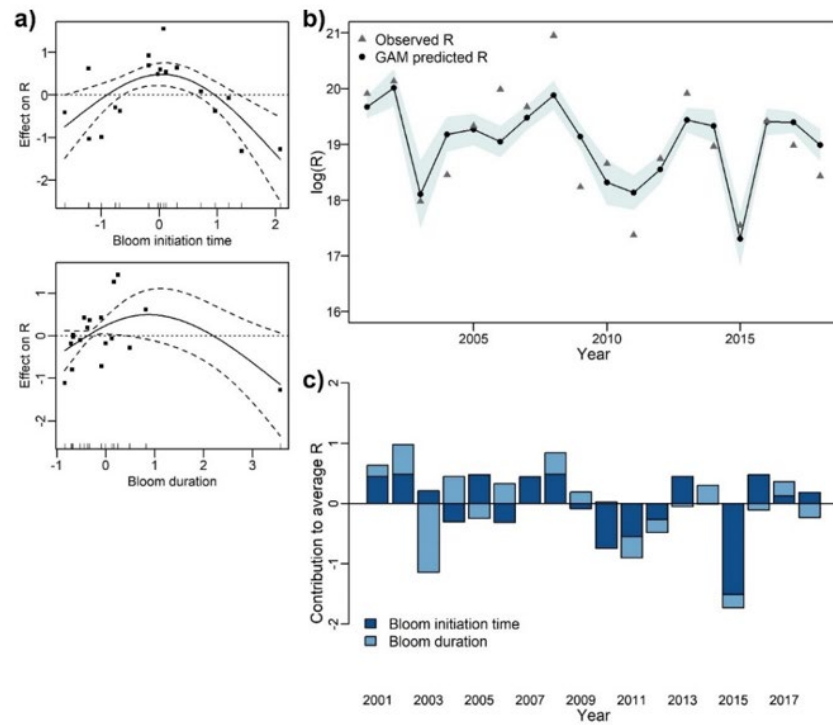 a)
1
0
-1
-2
Effect on R
-1
0
1
2
Bloom initiation time
1
0
-1
-2
Effect on R
-1
0
1
2
3
Bloom duration
b)
21
20
19
18
17
16
log(R)
Observed R
GAM predicted R
2005
2010
2015
Year
c)
2
1
0
-1
-2
Contribution to average R
Bloom initiation time
Bloom duration
2001 2003 2005 2007 2009 2011 2013 2015 2017
Year